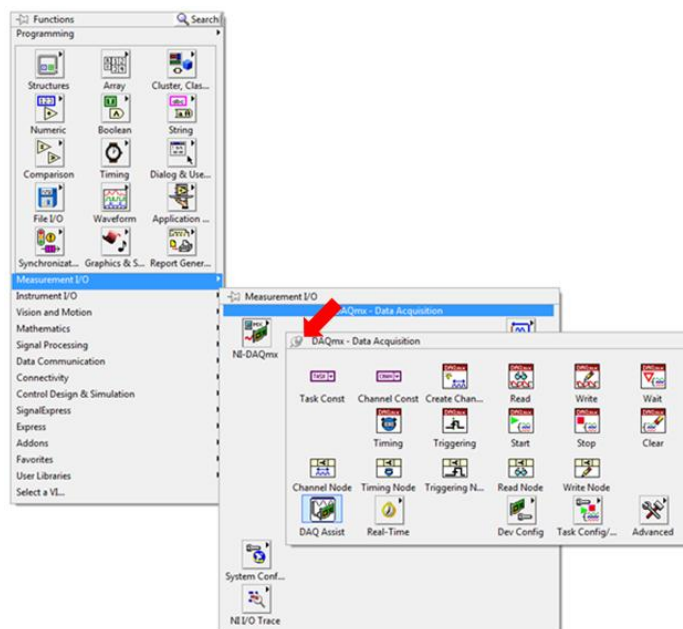 Functions
Search
Programming
Structures
Array
Cluster, Clas...
Numeric
Boolean
String
Comparison
Timing
Dialog & Use...
File I/O
Waveform
Application ...
Synchronizat...
Graphics & S...
Report Gener...
Measurement I/O
Instrument I/O
Vision and Motion
Mathematics
Signal Processing
Data Communication
Connectivity
Control Design & Simulation
SignalExpress
Express
Addons
Favorites
User Libraries
Select a VI...
Measurement I/O
DAQmx - Data Acquisition
NI-DAQmx
System Conf...
NI I/O Trace
DAQmx - Data Acquisition
Task Const
Channel Const
Create Chan...
Read
Write
Wait
Timing
Triggering
Start
Stop
Clear
Channel Node
Timing Node
Triggering N...
Read Node
Write Node
DAQ Assist
Real-Time
Dev Config
Task Config/...
Advanced